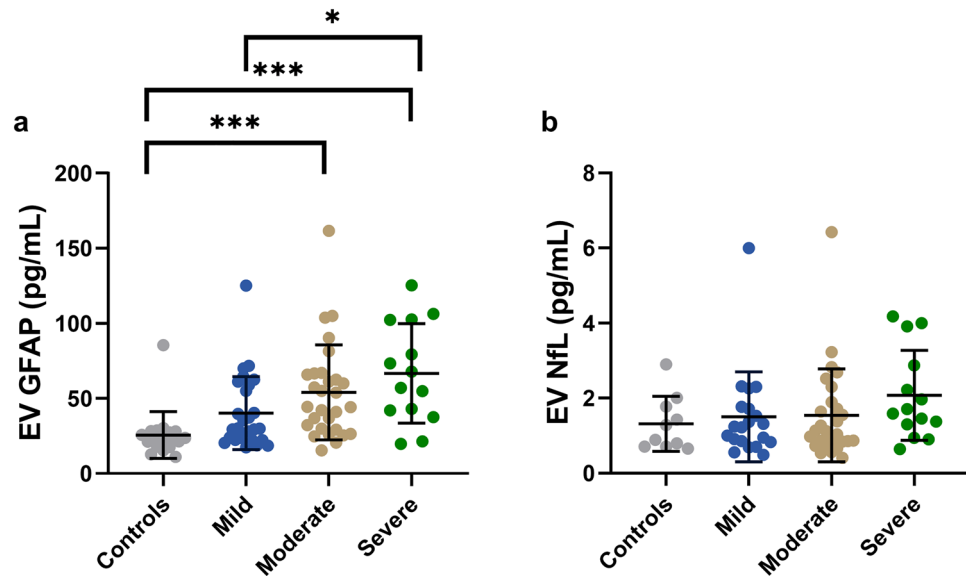 *
***
***
a
b
EV GFAP (pg/mL)
200
150
100
50
0
Controls
Mild
Moderate
Severe
EV NfL (pg/mL)
8
6
4
2
0
Controls
Mild
Moderate
Severe